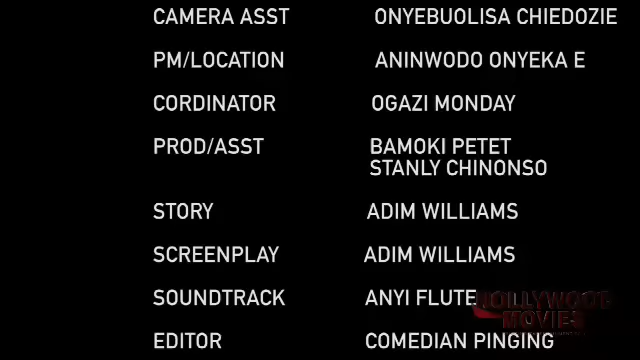 CAMERA ASST ONYEBUOLISA CHIEDOZIE
PM/LOCATION ANINWODO ONYEKA E
CORDINATOR OGAZI MONDAY
PROD/ASST BAMOKI PETET
STANLY CHINONSO
STORY ADIM WILLIAMS
SCREENPLAY ADIM WILLIAMS
SOUNDTRACK ANYI FLUTE
EDITOR COMEDIAN PINGING
MOVIES